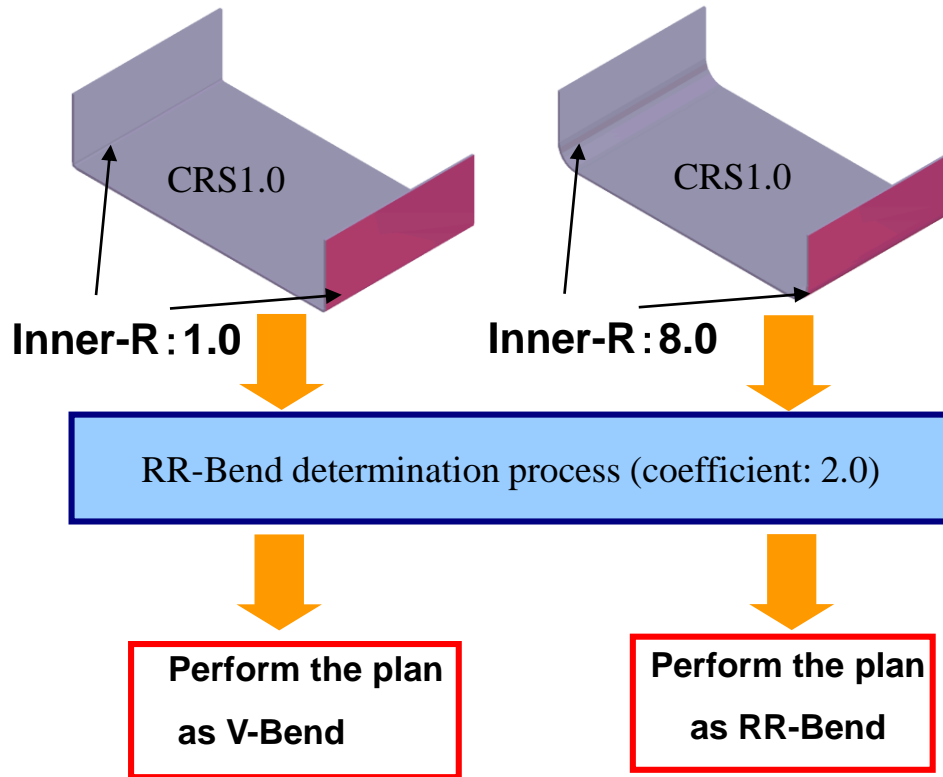 CRS1.0
CRS1.0
Inner-R：1.0
Inner-R：8.0
RR-Bend determination process (coefficient: 2.0)
Perform the plan
as V-Bend
Perform the plan
as RR-Bend